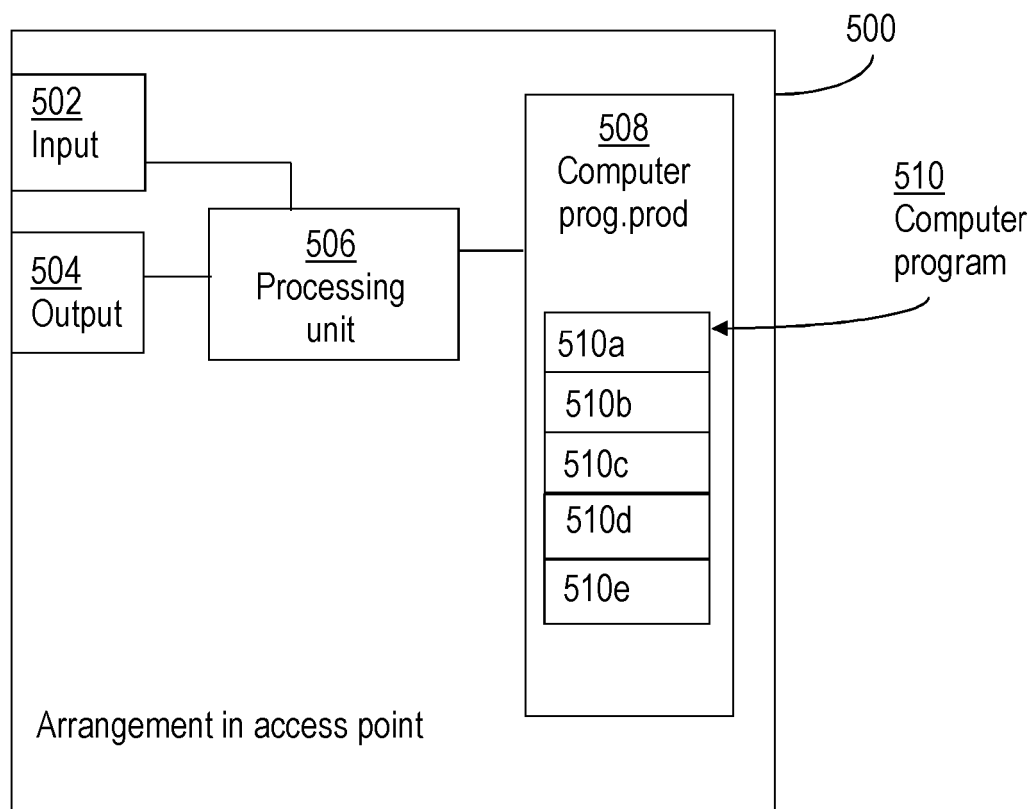 500
502
Input
504
Output
506
Processing
unit
508
Computer
prog.prod
510
Computer
program
510a
510b
510c
510d
510e
Arrangement in access point